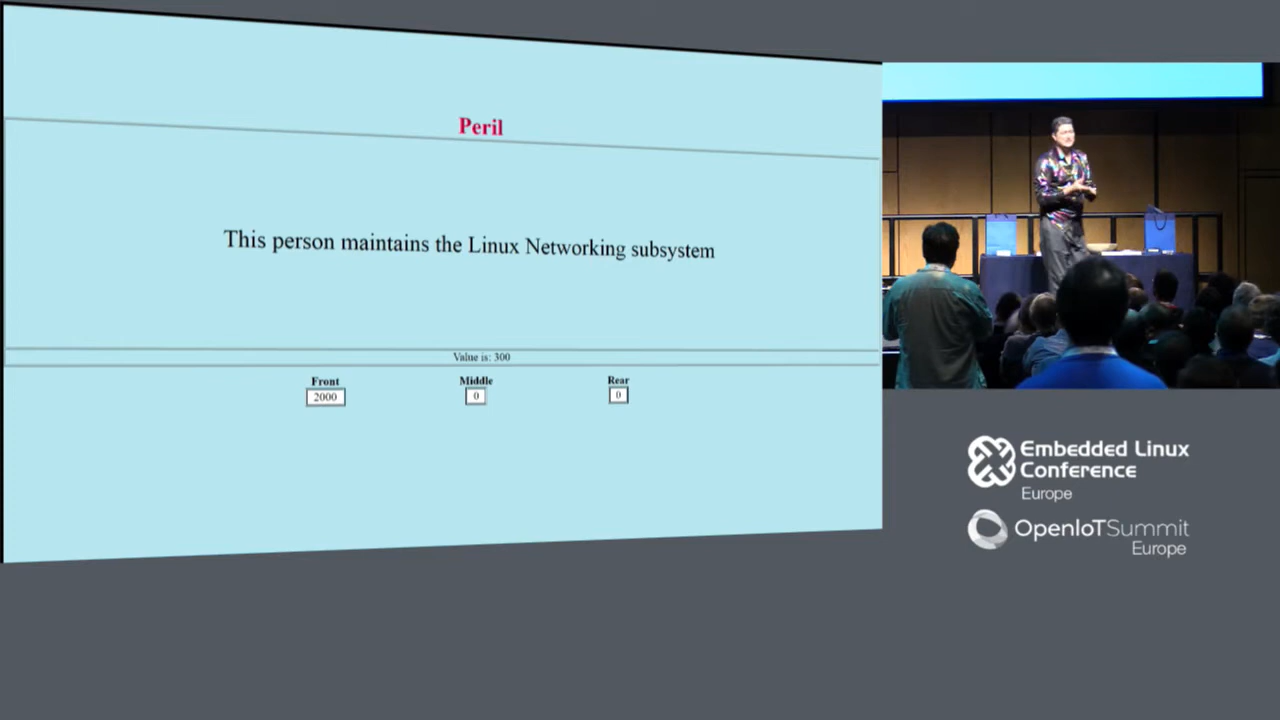 Peril
This person maintains the Linux Networking subsystem
Value is: 300
Front Middle Rear
2000 0 0
Embedded Linux
Conference
Europe
OpenIoTSummit
Europe